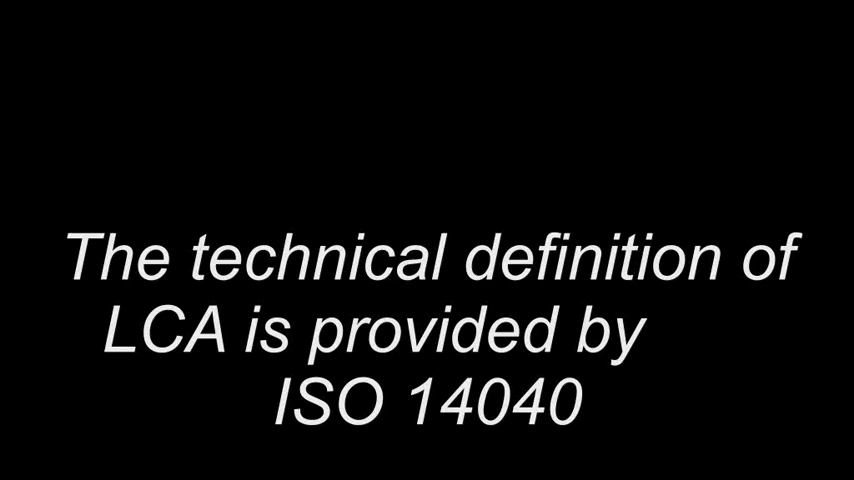 The technical definition of
LCA is provided by
ISO 14040